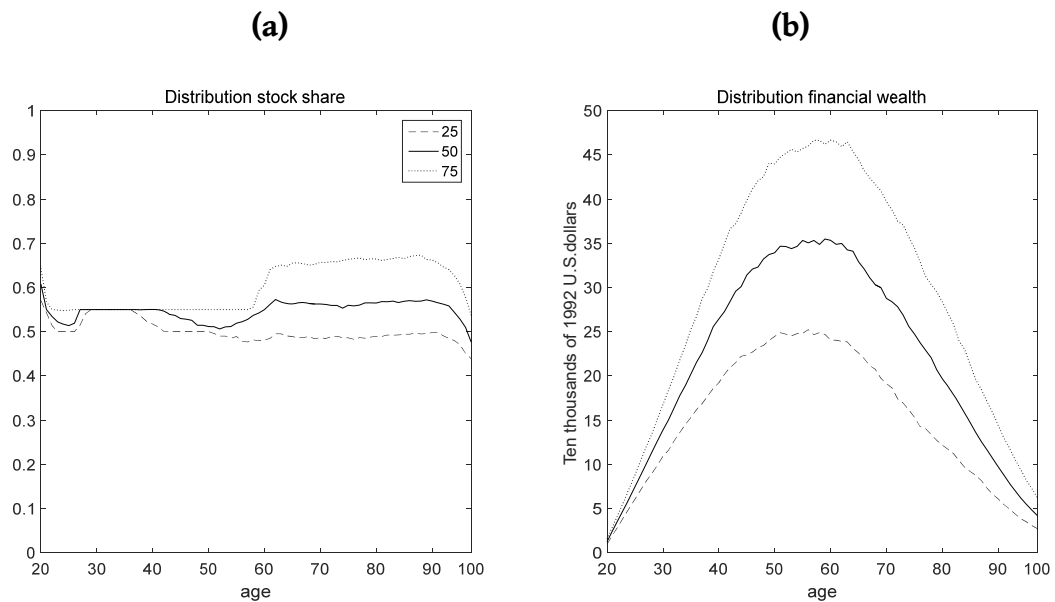 (a)
Distribution stock share
1
0.9
0.8
0.7
0.6
0.5
0.4
0.3
0.2
0.1
0
25
50
75
20 30 40 50 60 70 80 90 100
age
(b)
Distribution financial wealth
Ten thousands of 1992 U.S.dollars
50
45
40
35
30
25
20
15
10
5
0
20 30 40 50 60 70 80 90 100
age